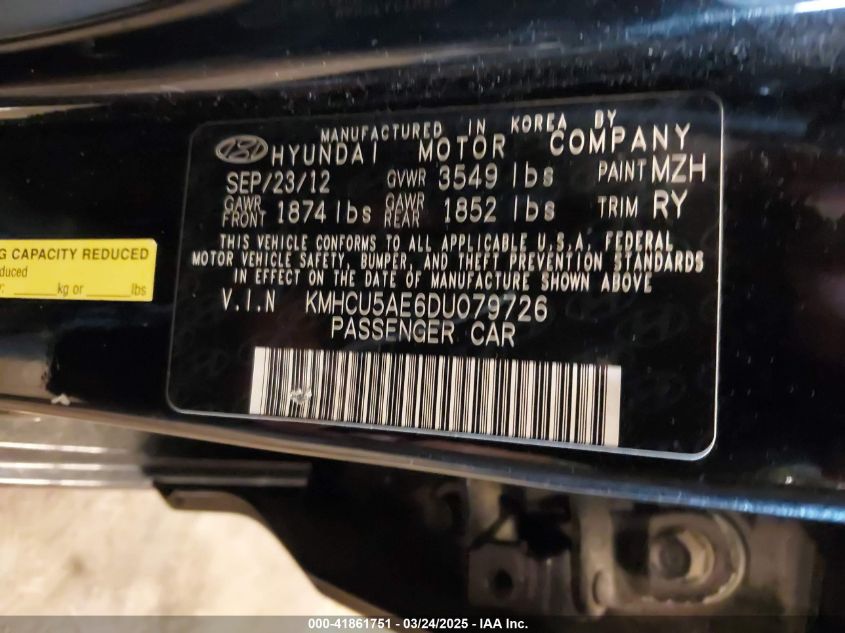 MANUFACTURED IN KOREA BY
HYUNDAI MOTOR COMPANY
SEP/23/12 GVWR 3549 lbs PAINT MZH
GAWR FRONT 1874 lbs GAWR REAR 1852 lbs TRIM RY
THIS VEHICLE CONFORMS TO ALL APPLICABLE U.S.A. FEDERAL
MOTOR VEHICLE SAFETY, BUMPER, AND THEFT PREVENTION STANDARDS
IN EFFECT ON THE DATE OF MANUFACTURE SHOWN ABOVE
V.I.N KMHCU5AE6DU079726
PASSENGER CAR
G CAPACITY REDUCED
duced
kg or lbs
000-41861751 - 03/24/2025 - IAA Inc.